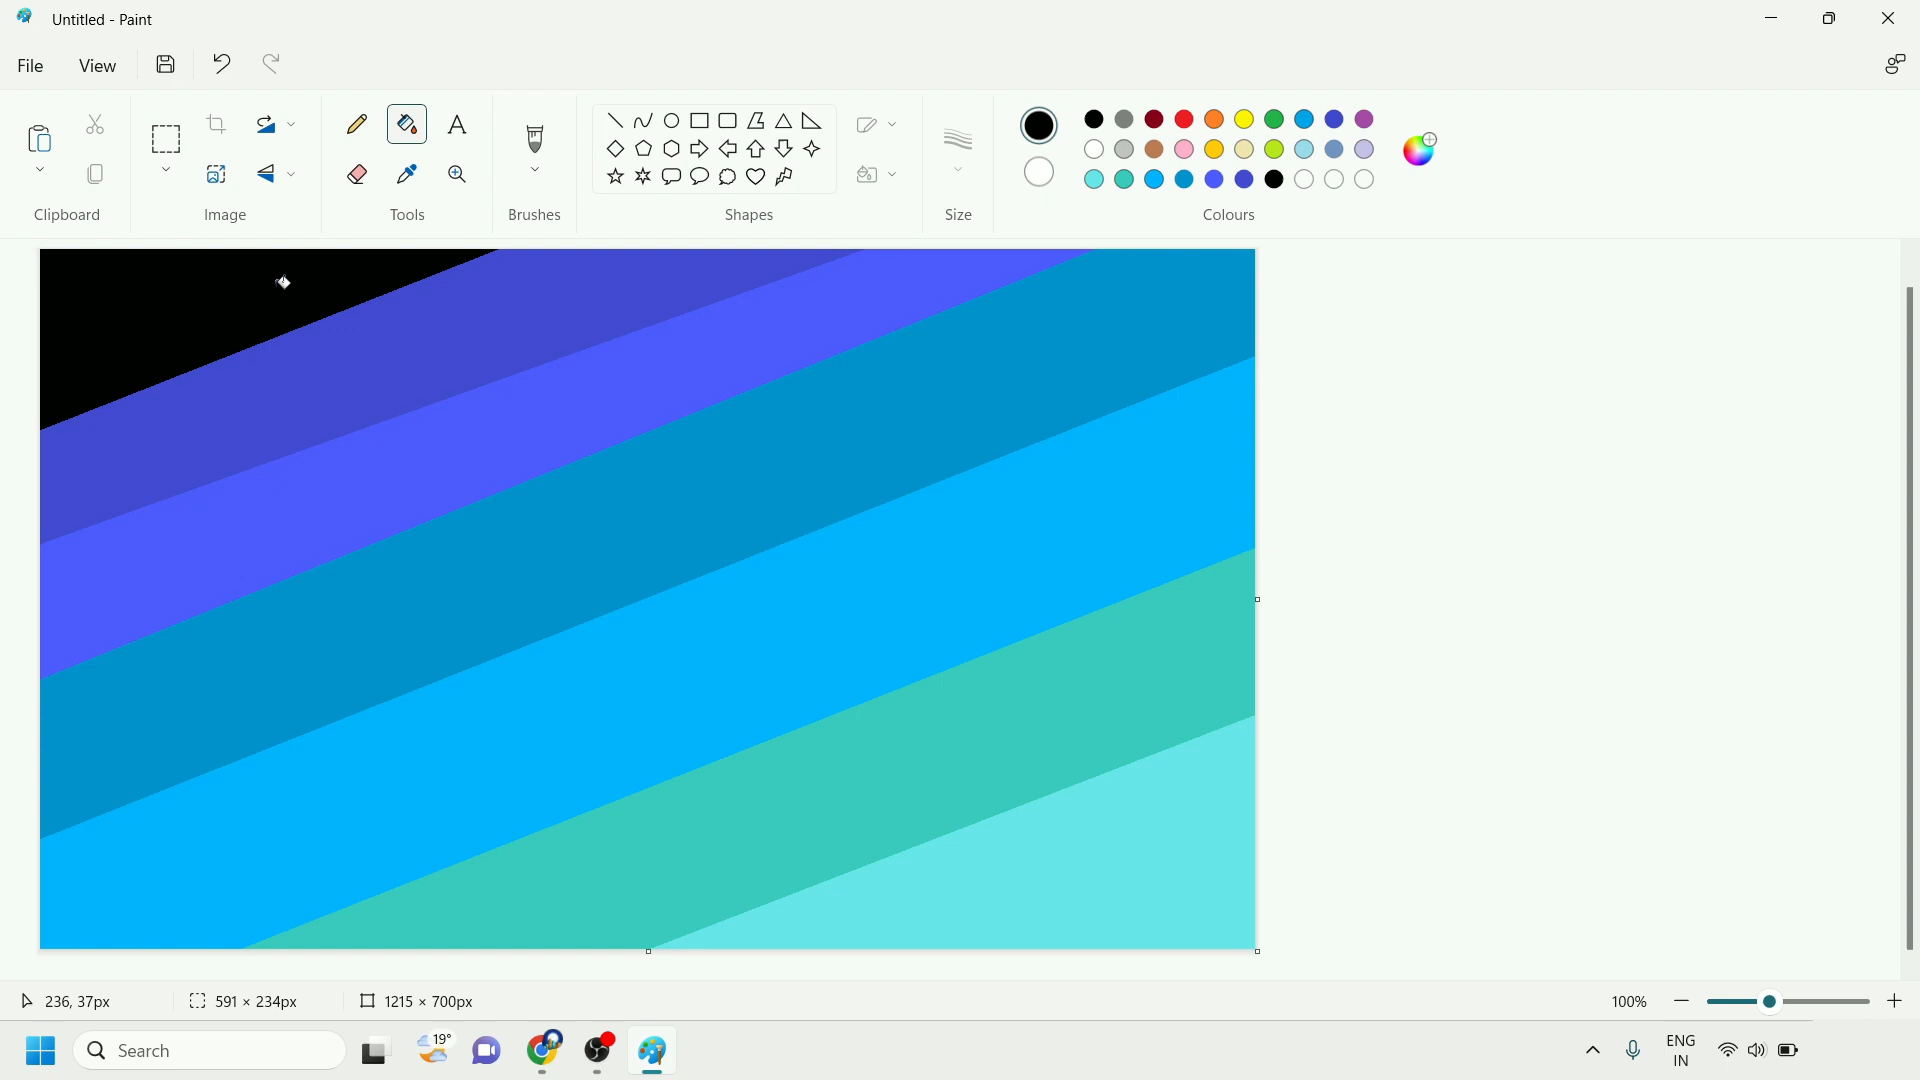 Untitled - Paint
File View
Clipboard Image Tools Brushes Shapes Size Colours
236, 37px 591 × 234px 1215 × 700px 100%
19°
Search
ENG
IN